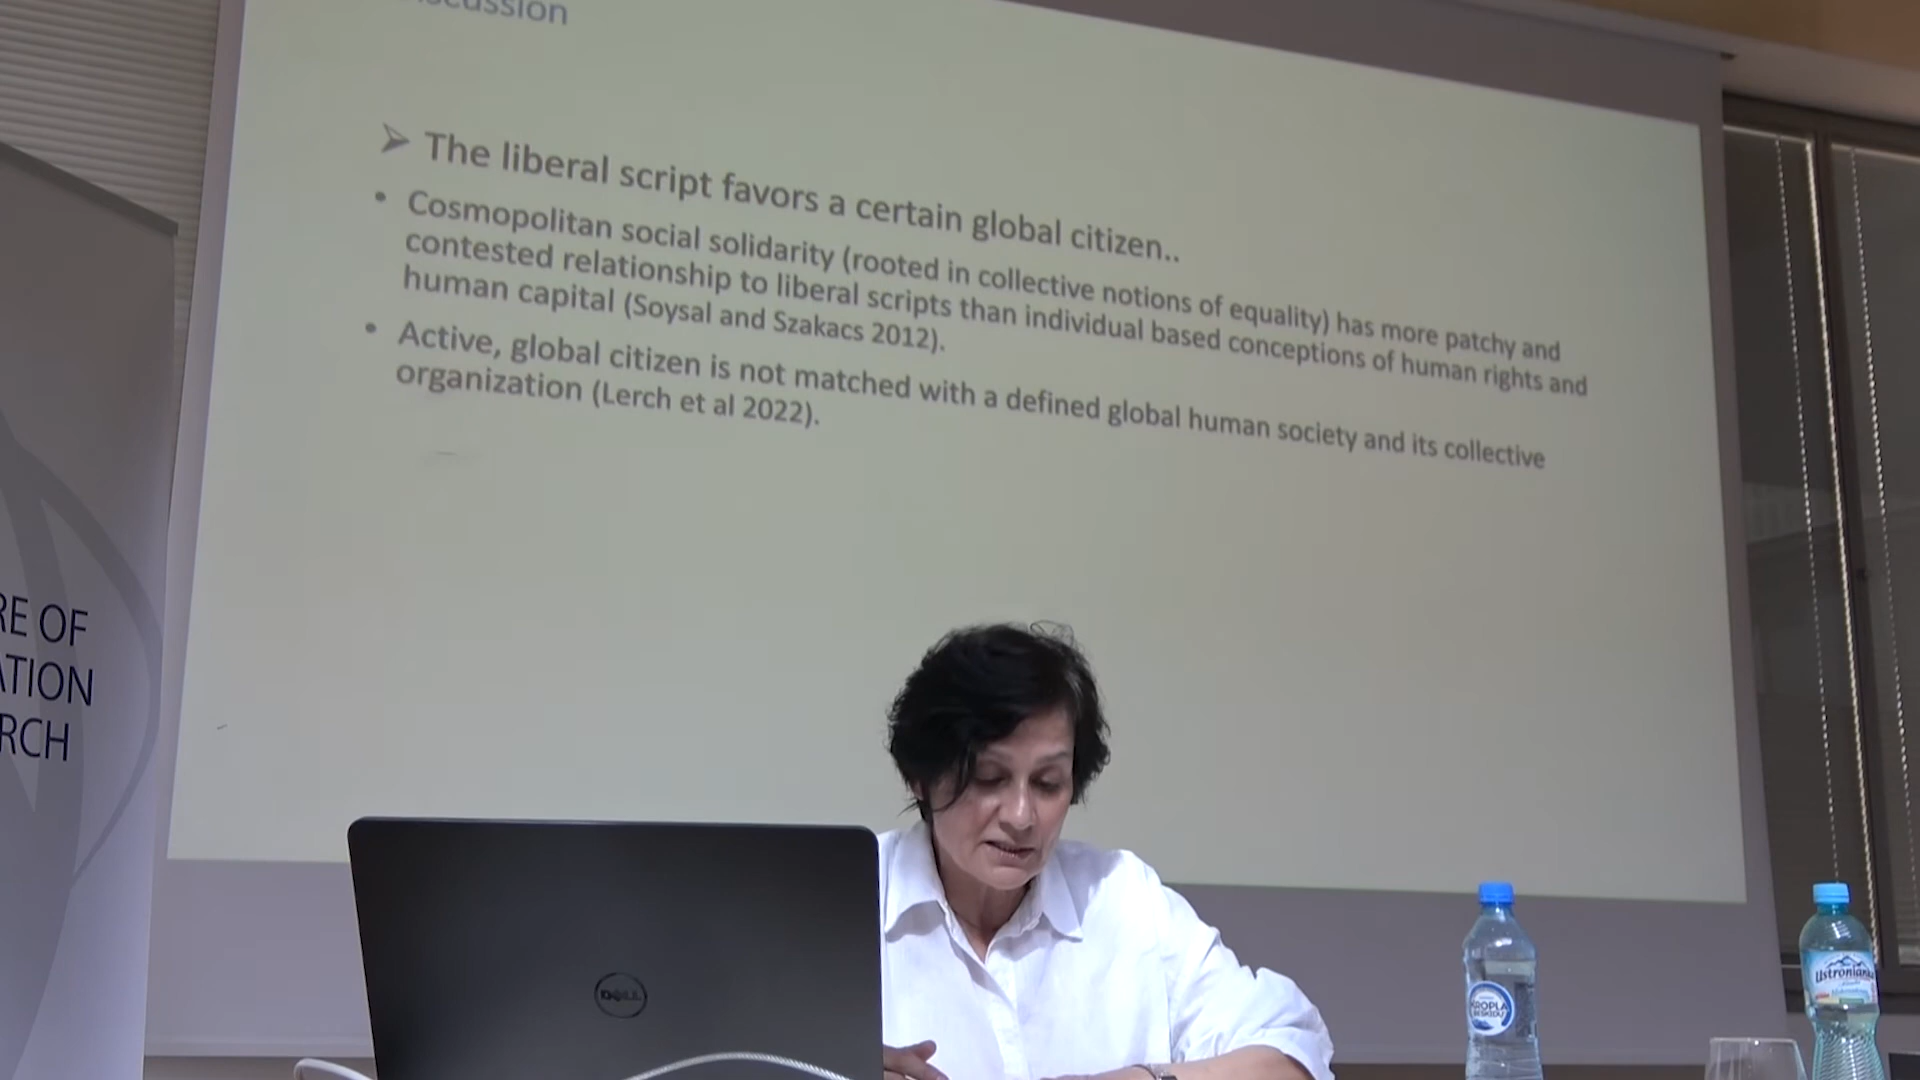 The liberal script favors a certain global citizen..
Cosmopolitan social solidarity (rooted in collective notions of equality) has more patchy and
contested relationship to liberal scripts than individual based conceptions of human rights and
human capital (Soysal and Szakacs 2012).
Active, global citizen is not matched with a defined global human society and its collective
organization (Lerch et al 2022).
RE OF
ATION
RCH
DELL
KROPLA
BESKIDU
Ustronianka